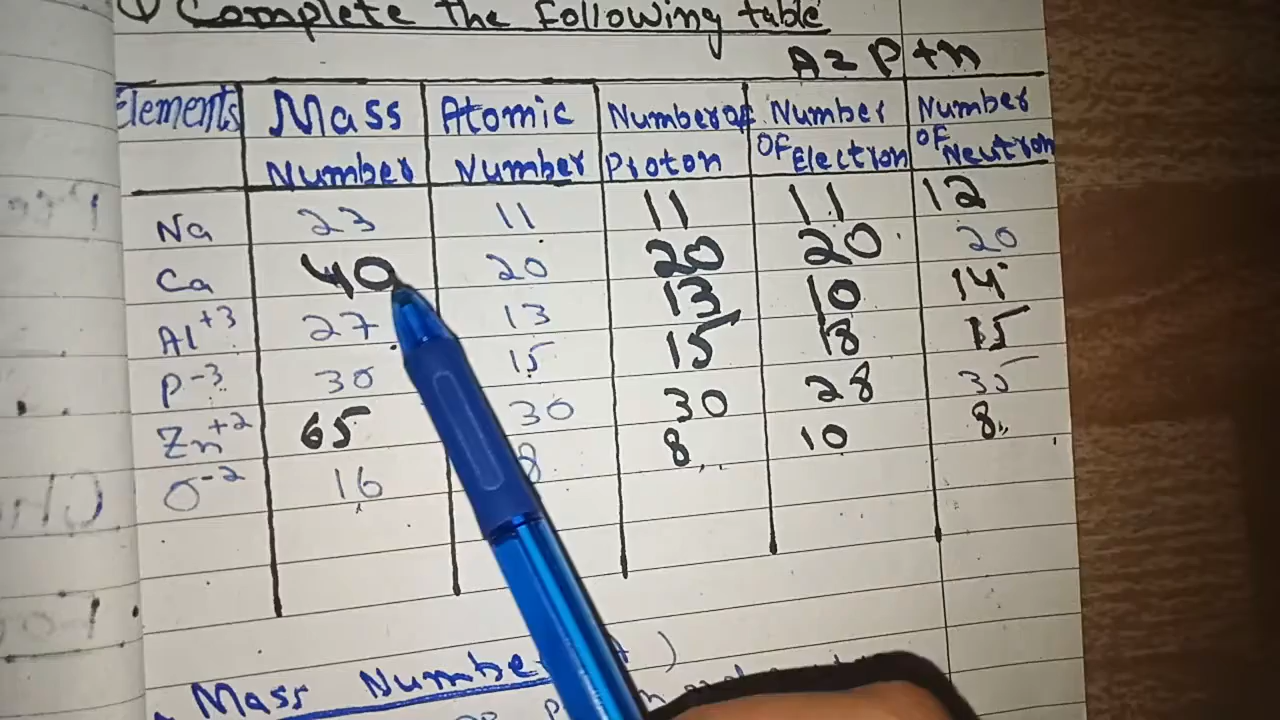 ① Complete The Following table
A = P + n
Elements Mass Number Atomic Number Number of Proton Number Of Election Number Of Neutron
Na 23 11 11 11 12
Ca 40 20 20 20 20
Al+3 27 13 13 10 14
P-3 30 15 15 18 15
Zn+2 65 30 30 28 35
O-2 16 8 8 10 8
Mass Number